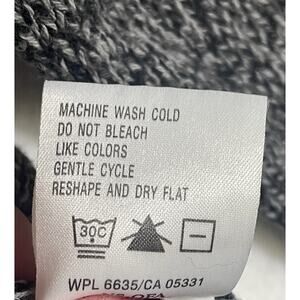 MACHINE WASH COLD
DO NOT BLEACH
LIKE COLORS
GENTLE CYCLE
RESHAPE AND DRY FLAT
30C
WPL 6635/CA 05331